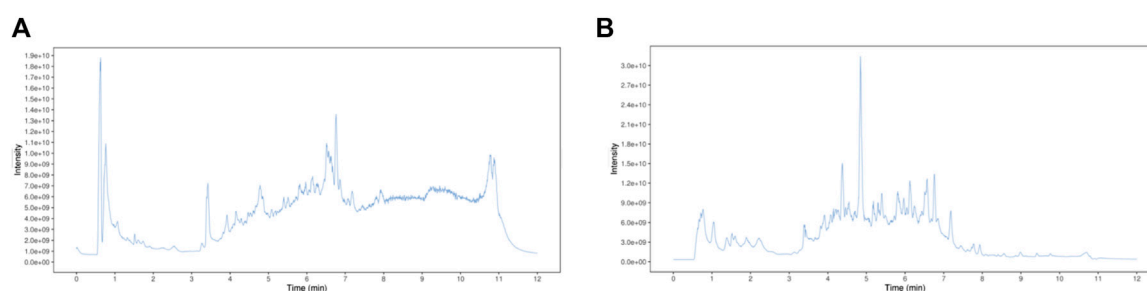 A
B
1.9e+10
1.8e+10
1.7e+10
1.6e+10
1.5e+10
1.4e+10
1.3e+10
1.2e+10
1.1e+10
1.0e+10
9.0e+09
8.0e+09
7.0e+09
6.0e+09
5.0e+09
4.0e+09
3.0e+09
2.0e+09
1.0e+09
0.0e+00
Intensity
0 1 2 3 4 5 6 7 8 9 10 11 12
Time (min)
3.0e+10
2.7e+10
2.4e+10
2.1e+10
1.8e+10
1.5e+10
1.2e+10
9.0e+09
6.0e+09
3.0e+09
0.0e+00
Intensity
0 1 2 3 4 5 6 7 8 9 10 11 12
Time (min)